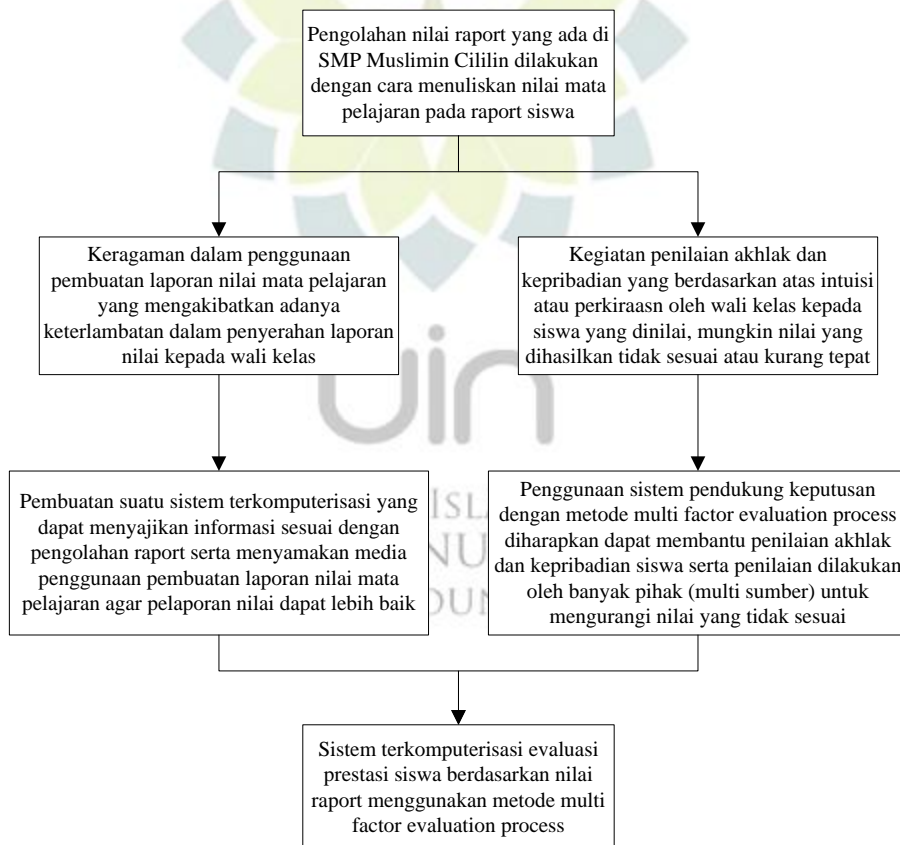 Pengolahan nilai raport yang ada di
SMP Muslimin Cililin dilakukan
dengan cara menuliskan nilai mata
pelajaran pada raport siswa
Keragaman dalam penggunaan
pembuatan laporan nilai mata pelajaran
yang mengakibatkan adanya
keterlambatan dalam penyerahan laporan
nilai kepada wali kelas
Kegiatan penilaian akhlak dan
kepribadian yang berdasarkan atas intuisi
atau perkiraasn oleh wali kelas kepada
siswa yang dinilai, mungkin nilai yang
dihasilkan tidak sesuai atau kurang tepat
uin
Pembuatan suatu sistem terkomputerisasi yang
dapat menyajikan informasi sesuai dengan
pengolahan raport serta menyamakan media
penggunaan pembuatan laporan nilai mata
pelajaran agar pelaporan nilai dapat lebih baik
Penggunaan sistem pendukung keputusan
dengan metode multi factor evaluation process
diharapkan dapat membantu penilaian akhlak
dan kepribadian siswa serta penilaian dilakukan
oleh banyak pihak (multi sumber) untuk
mengurangi nilai yang tidak sesuai
Sistem terkomputerisasi evaluasi
prestasi siswa berdasarkan nilai
raport menggunakan metode multi
factor evaluation process